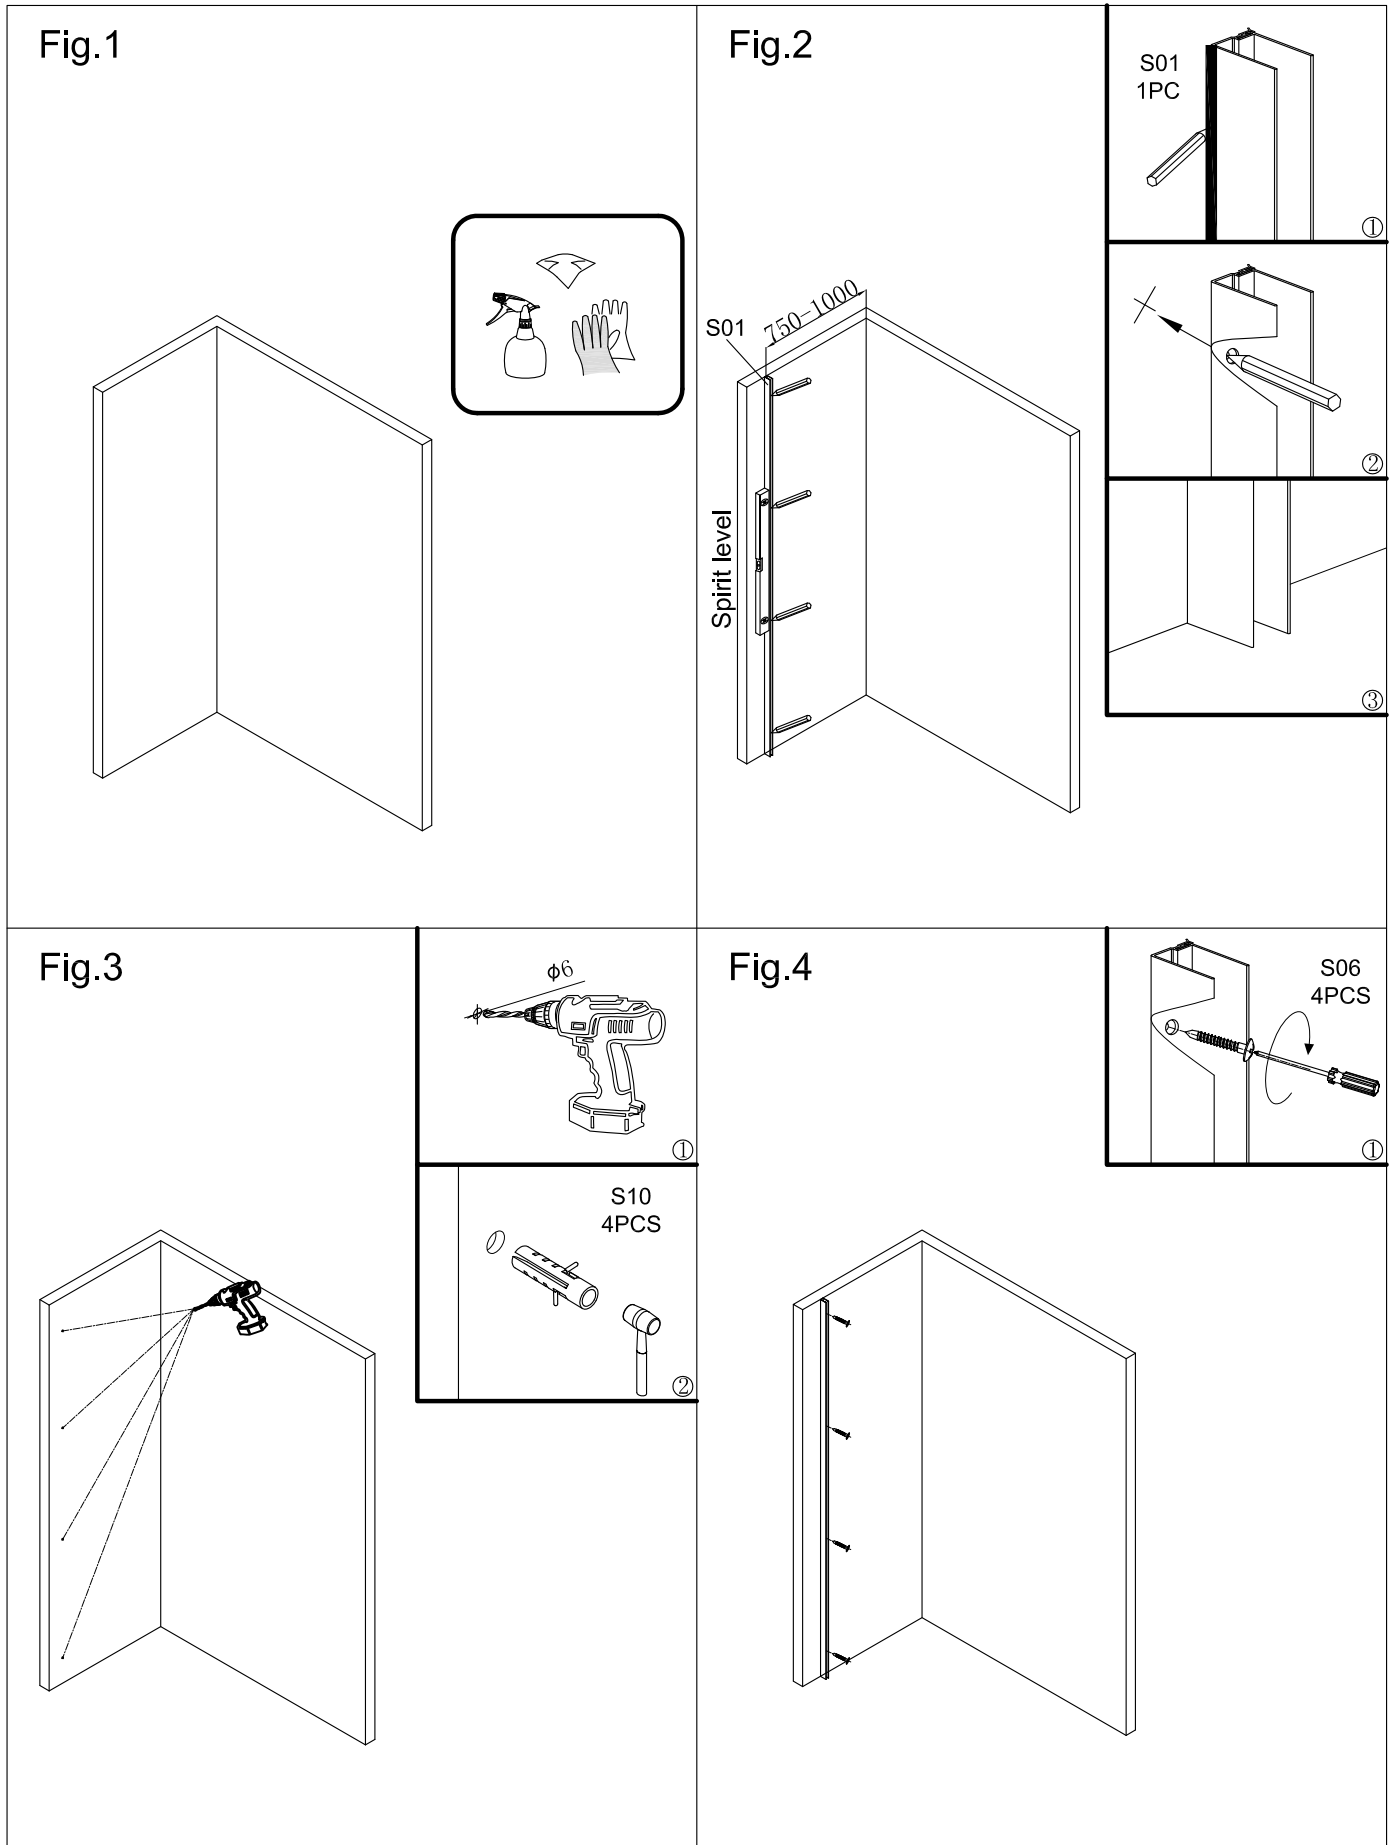 Fig.1
Fig.2
S01
1PC
①
②
③
S01
750-1000
Spirit level
Fig.3
ϕ6
①
S10
4PCS
②
Fig.4
S06
4PCS
①